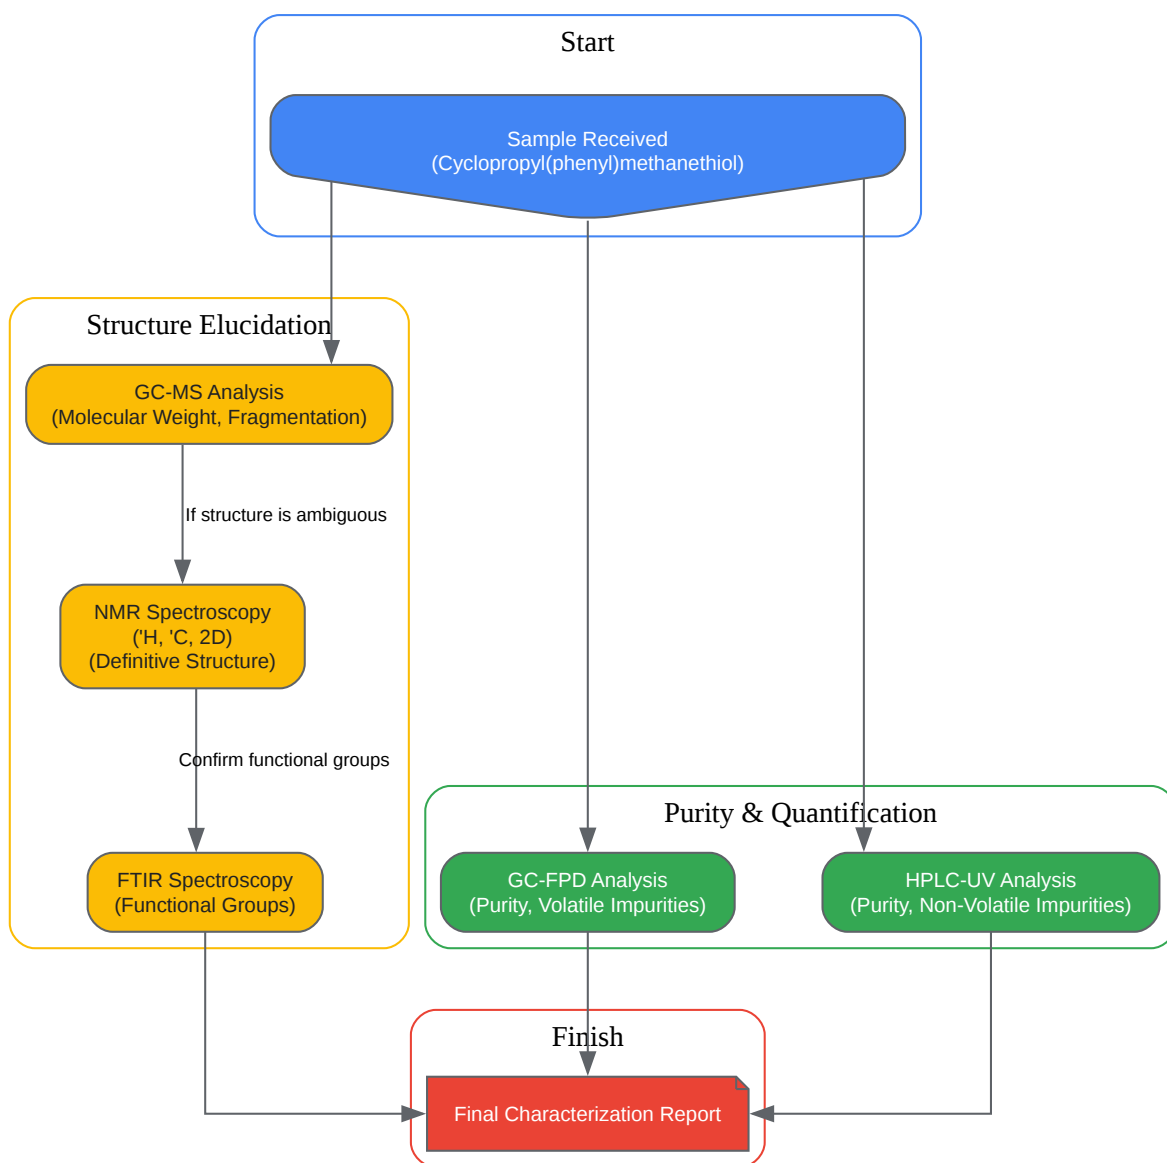 Start
Sample Received
(Cyclopropyl(phenyl)methanethiol)
Structure Elucidation
GC-MS Analysis
(Molecular Weight, Fragmentation)
If structure is ambiguous
NMR Spectroscopy
('H, 'C, 2D)
(Definitive Structure)
Confirm functional groups
FTIR Spectroscopy
(Functional Groups)
Purity & Quantification
GC-FPD Analysis
(Purity, Volatile Impurities)
HPLC-UV Analysis
(Purity, Non-Volatile Impurities)
Finish
Final Characterization Report